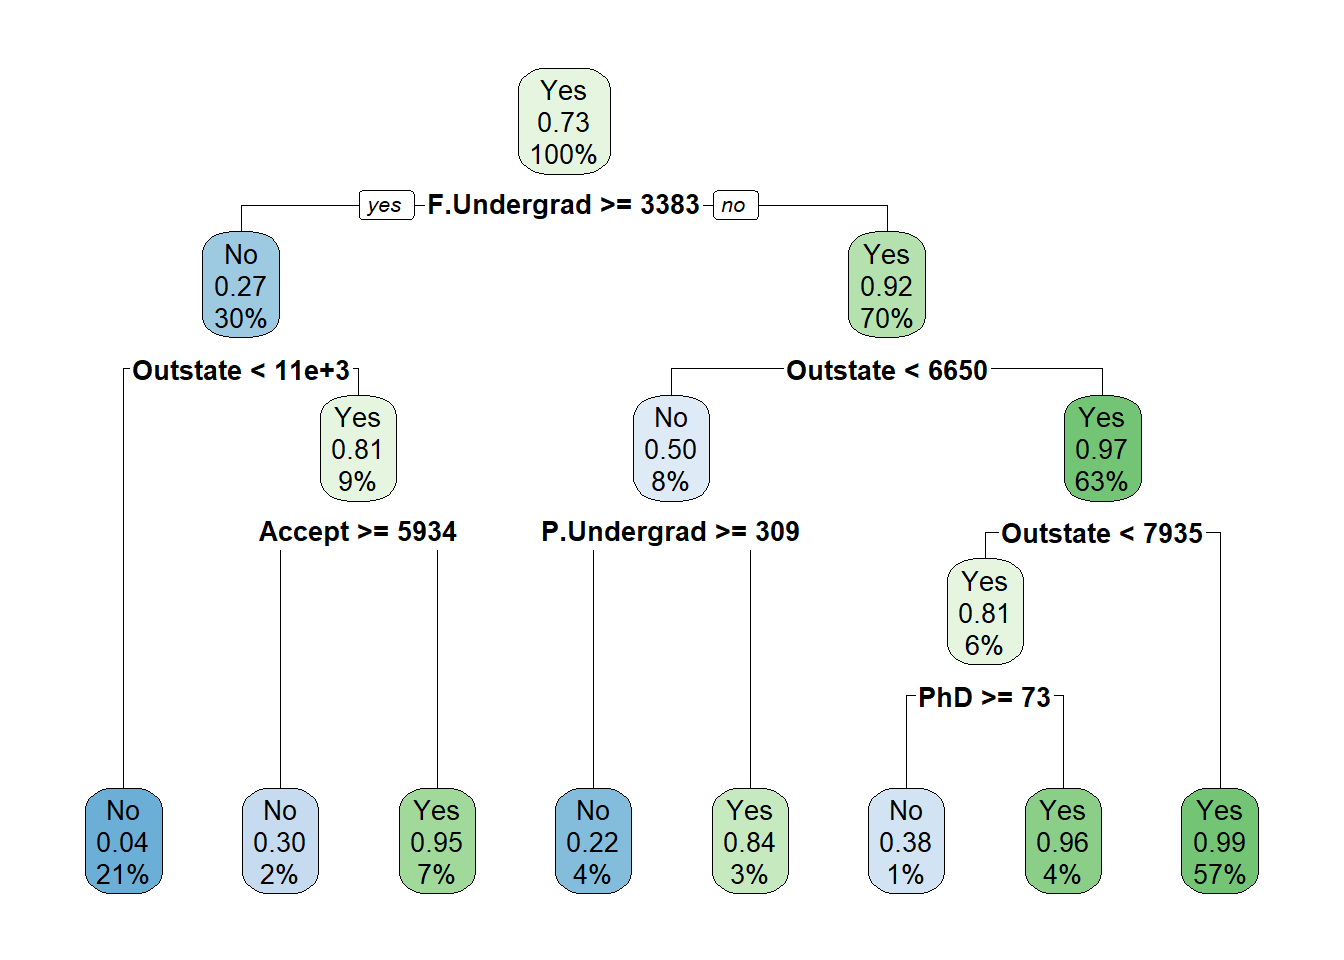 Yes
0.73
100%
yes F.Undergrad >= 3383 no
No
0.27
30%
Yes
0.92
70%
Outstate < 11e+3
Outstate < 6650
Yes
0.81
9%
No
0.50
8%
Yes
0.97
63%
Accept >= 5934
P.Undergrad >= 309
Outstate < 7935
Yes
0.81
6%
PhD >= 73
No
0.04
21%
No
0.30
2%
Yes
0.95
7%
No
0.22
4%
Yes
0.84
3%
No
0.38
1%
Yes
0.96
4%
Yes
0.99
57%